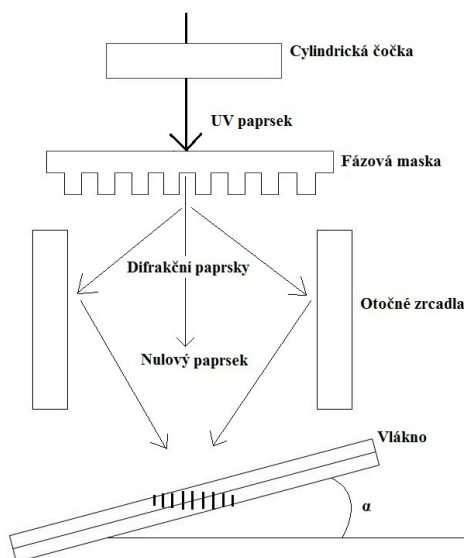 Cylindrická čočka
UV paprsek
Fázová maska
Difrakční paprsky
Otočné zrcadla
Nulový paprsek
Vlákno
α